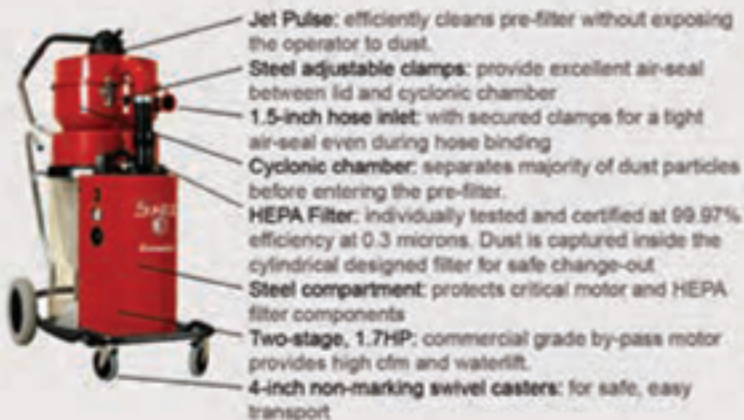 Jet Pulse: efficiently cleans pre-filter without exposing
the operator to dust.
Steel adjustable clamps: provide excellent air-seal
between lid and cyclonic chamber
1.5-inch hose inlet: with secured clamps for a tight
air-seal even during hose binding
Cyclonic chamber: separates majority of dust particles
before entering the pre-filter.
HEPA Filter: individually tested and certified at 99.97%
efficiency at 0.3 microns. Dust is captured inside the
cylindrical designed filter for safe change-out
Steel compartment: protects critical motor and HEPA
filter components
Two-stage, 1.7HP: commercial grade by-pass motor
provides high cfm and waterlift.
4-inch non-marking swivel casters: for safe, easy
transport